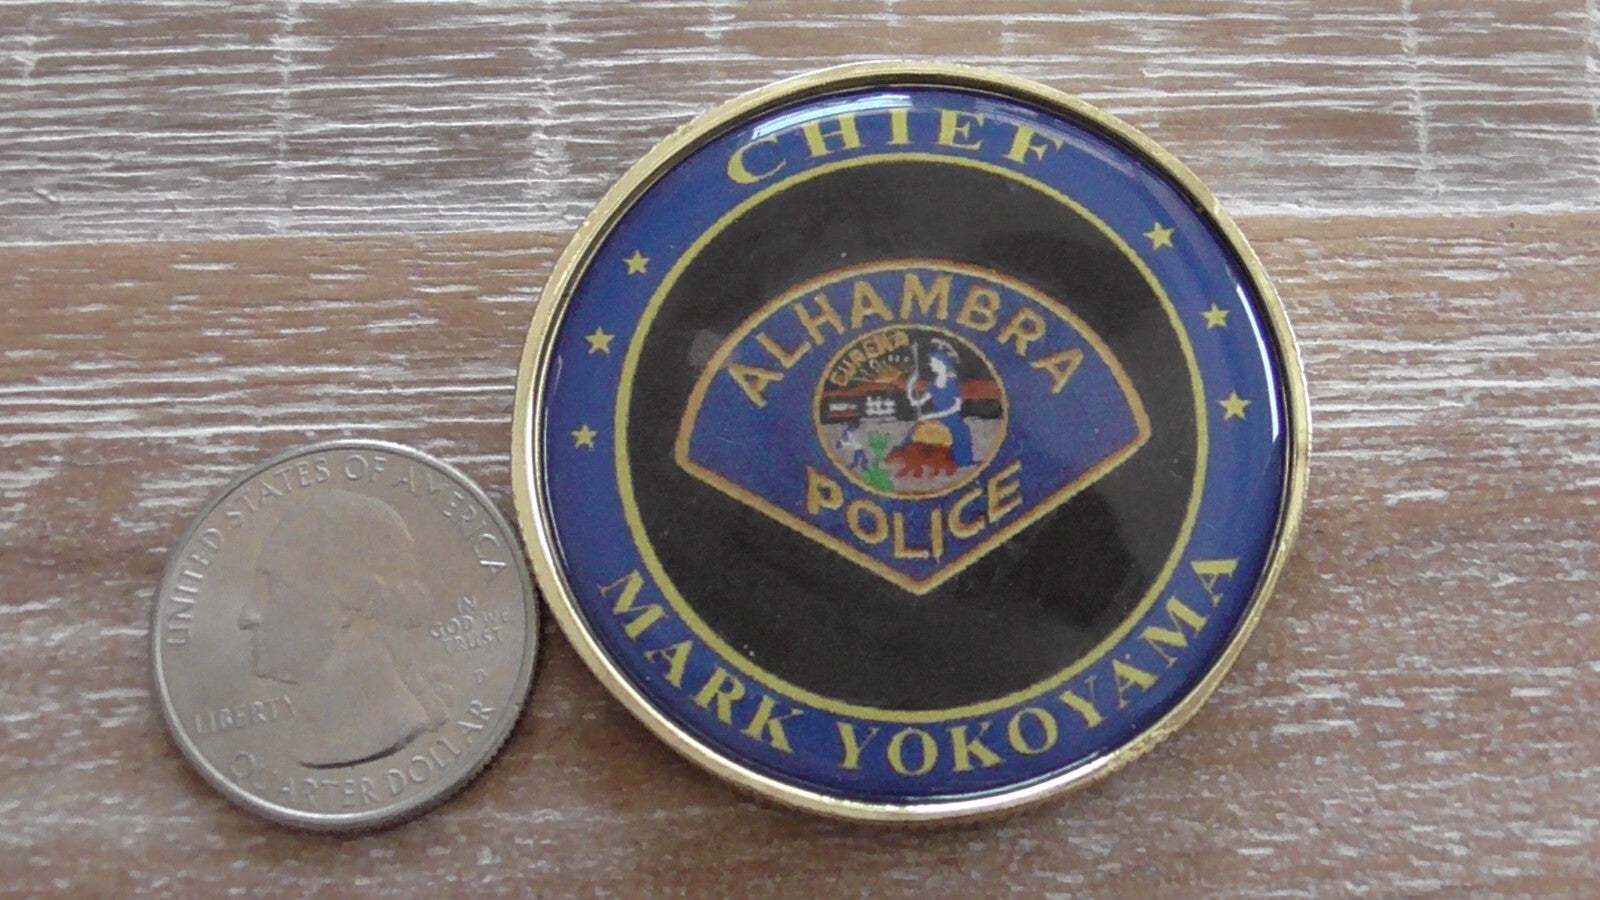 CHIEF
ALHAMBRA
EUREKA
POLICE
MARK YOKOYAMA
UNITED STATES OF AMERICA
IN
GOD WE
TRUST
D
LIBERTY
QUARTER DOLLAR